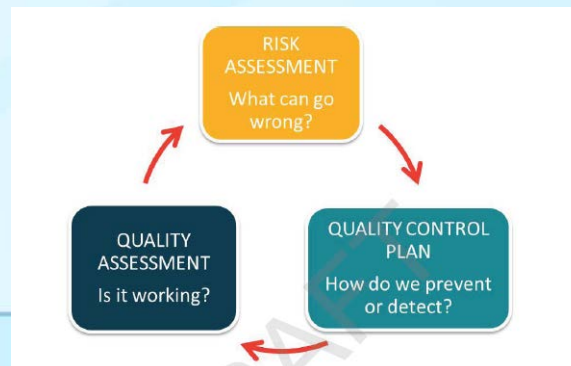 RISK
ASSESSMENT
What can go
wrong?
QUALITY CONTROL
PLAN
How do we prevent
or detect?
QUALITY
ASSESSMENT
Is it working?
DRAFT